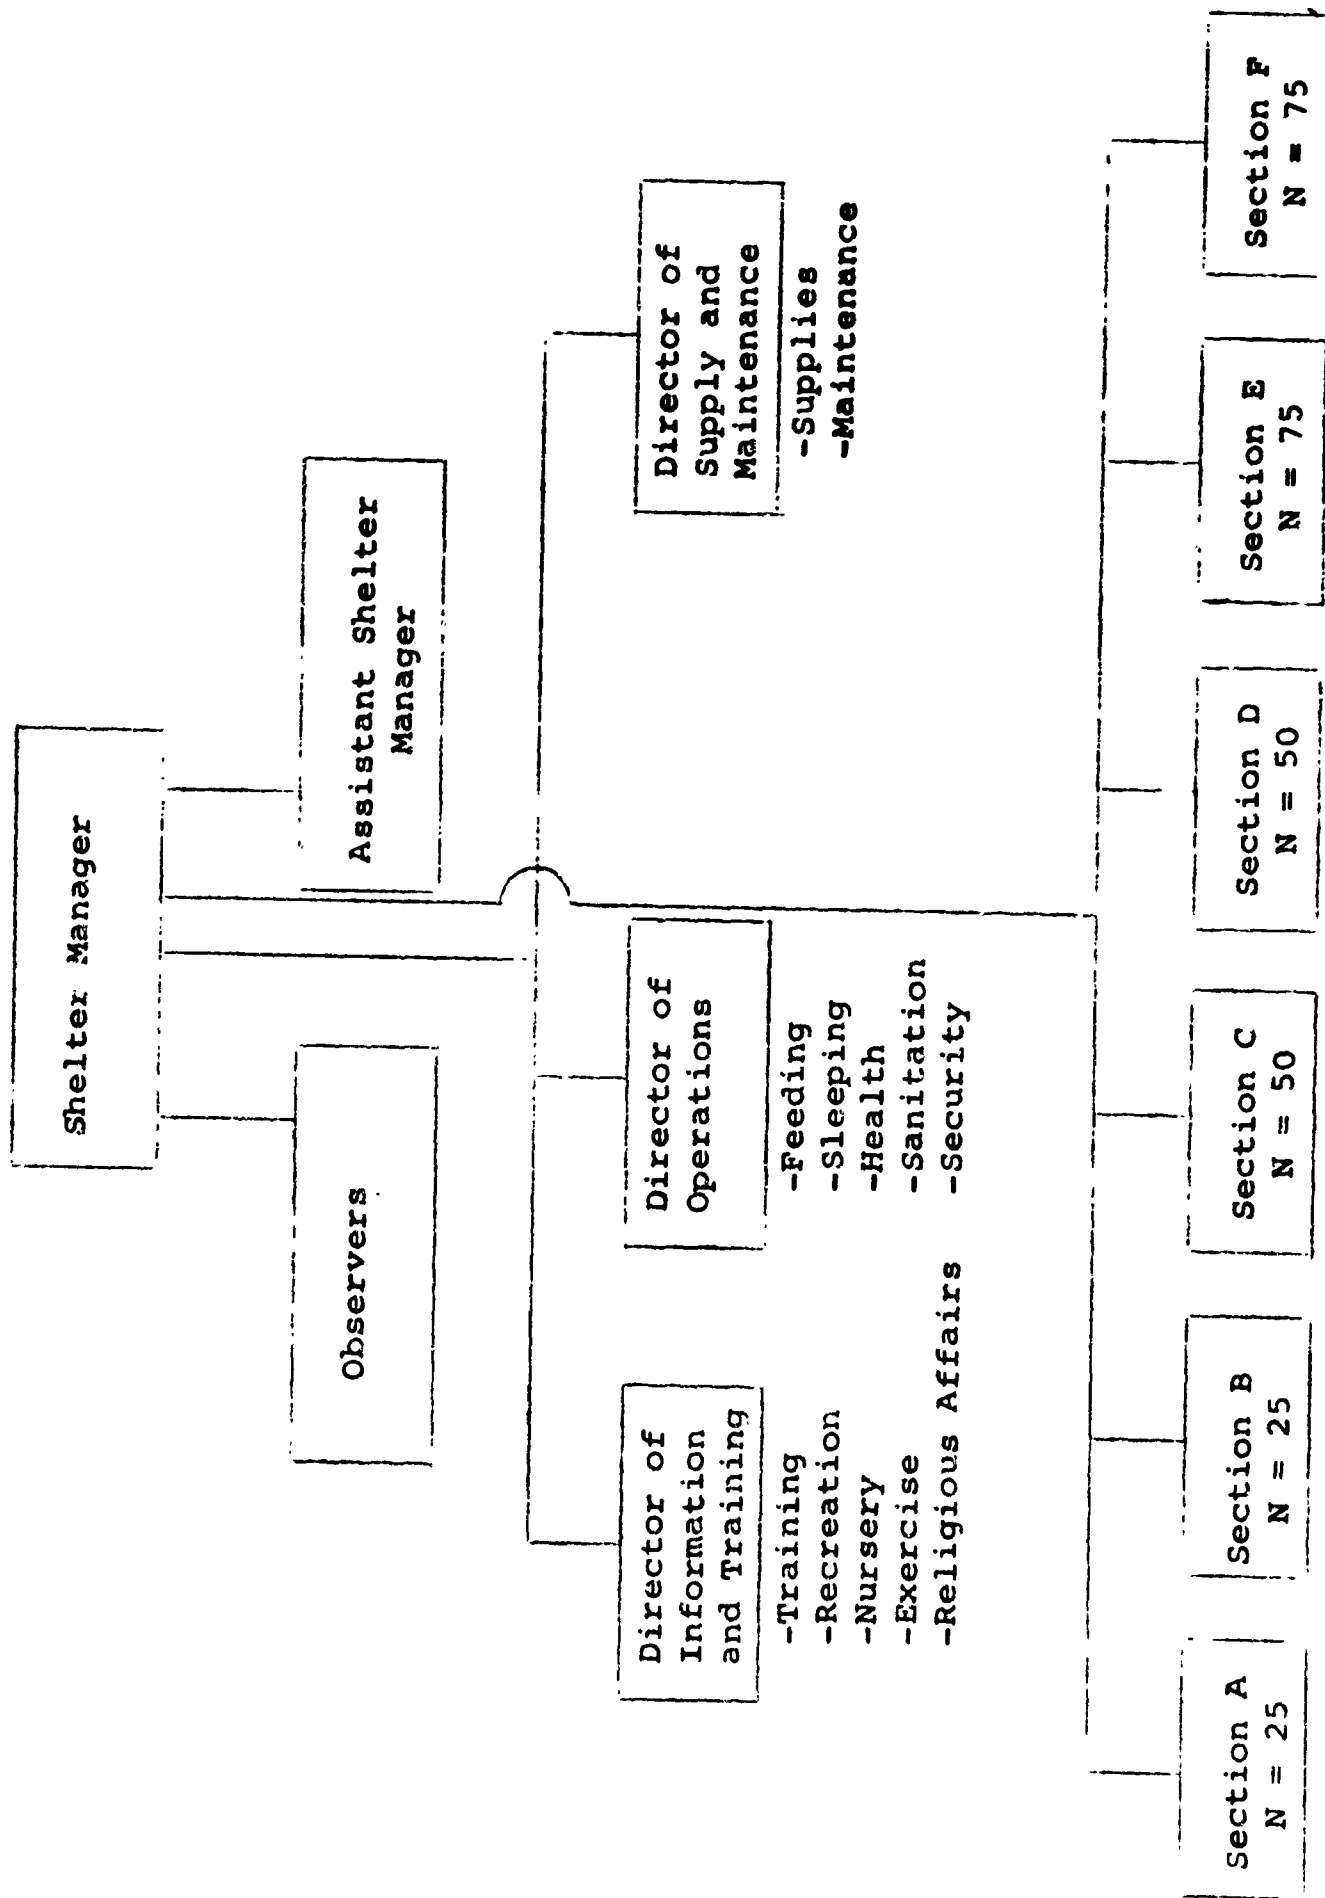 Shelter Manager
Observers
Assistant Shelter
Manager
Director of
Information
and Training
-Training
-Recreation
-Nursery
-Exercise
-Religious Affairs
Director of
Operations
-Feeding
-Sleeping
-Health
-Sanitation
-Security
Director of
Supply and
Maintenance
-Supplies
-Maintenance
Section A
N = 25
Section B
N = 25
Section C
N = 50
Section D
N = 50
Section E
N = 75
Section F
N = 75